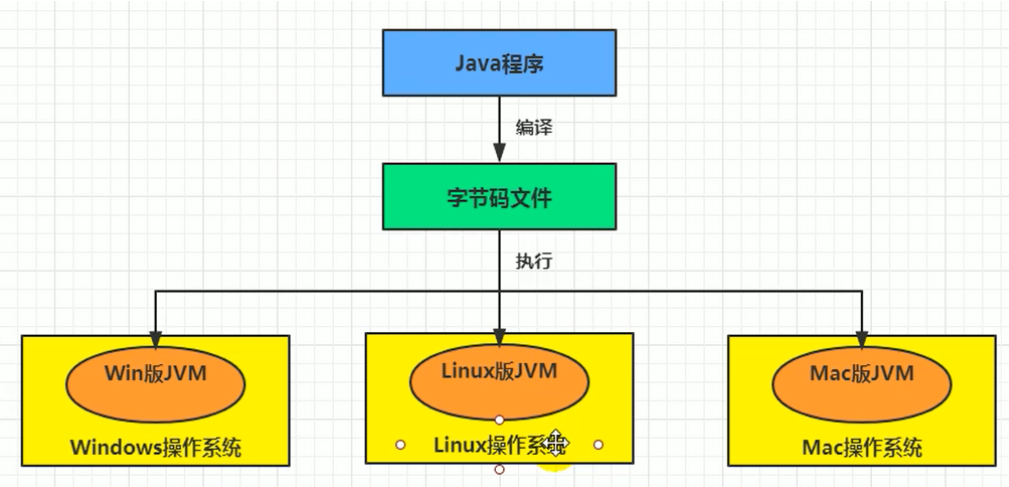 Java程序
编译
字节码文件
执行
Win版JVM
Windows操作系统
Linux版JVM
Linux操作系统
Mac版JVM
Mac操作系统